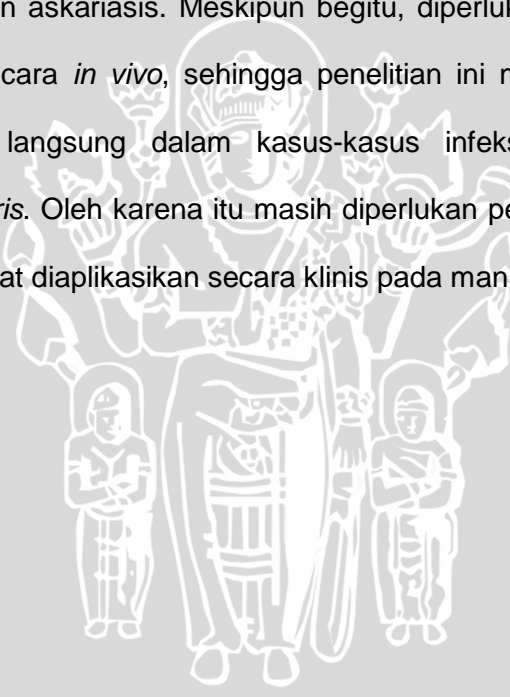 n askariasis. Meskipun begitu, diperluk
cara in vivo, sehingga penelitian ini m
langsung dalam kasus-kasus infeks
ris. Oleh karena itu masih diperlukan pe
at diaplikasikan secara klinis pada man